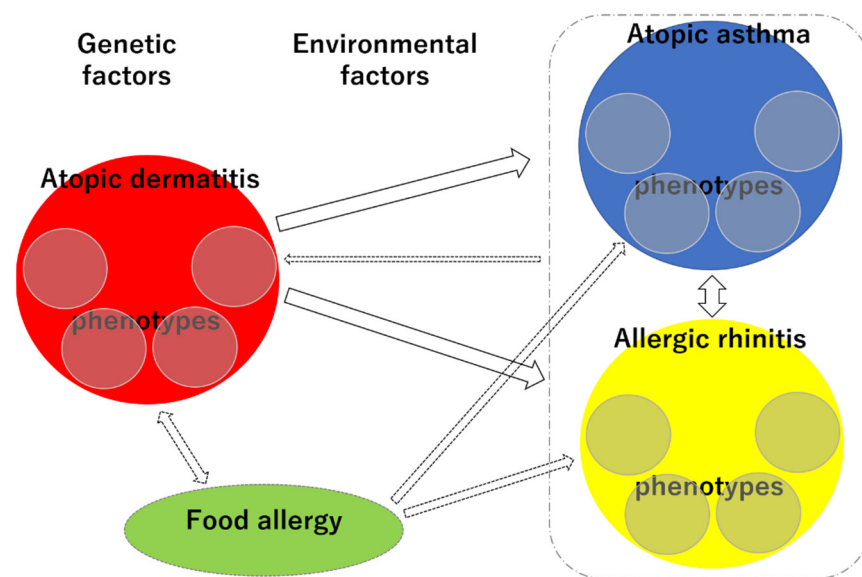 Genetic
factors
Environmental
factors
Atopic asthma
phenotypes
Atopic dermatitis
phenotypes
Allergic rhinitis
phenotypes
Food allergy